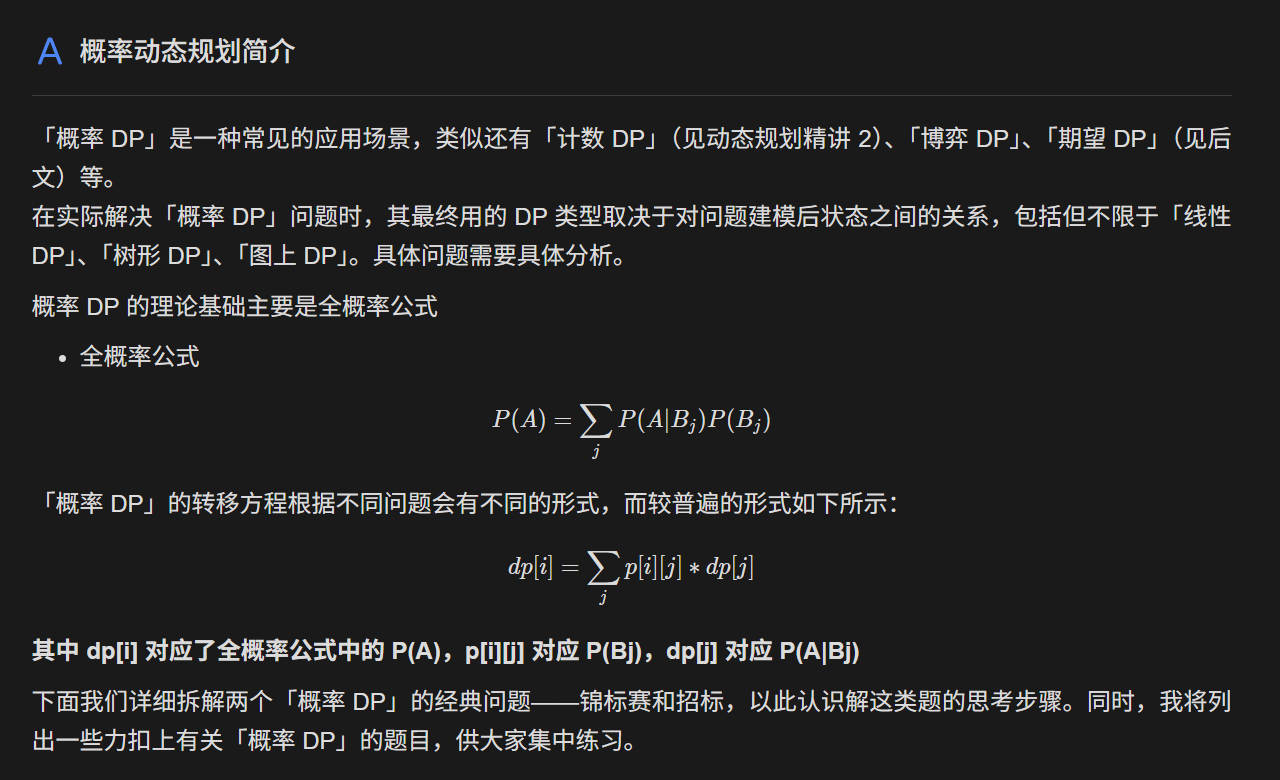 概率动态规划简介
「概率 DP」是一种常见的应用场景，类似还有「计数 DP」（见动态规划精讲 2）、「博弈 DP」、「期望 DP」（见后
文）等。
在实际解决「概率 DP」问题时，其最终用的 DP 类型取决于对问题建模后状态之间的关系，包括但不限于「线性
DP」、「树形 DP」、「图上 DP」。具体问题需要具体分析。
概率 DP 的理论基础主要是全概率公式
• 全概率公式
P(A) = ∑_j P(A|B_j)P(B_j)
「概率 DP」的转移方程根据不同问题会有不同的形式，而较普遍的形式如下所示：
dp[i] = ∑_j p[i][j] ∗ dp[j]
其中 dp[i] 对应了全概率公式中的 P(A)，p[i][j] 对应 P(Bj)，dp[j] 对应 P(A|Bj)
下面我们详细拆解两个「概率 DP」的经典问题——锦标赛和招标，以此认识解这类题的思考步骤。同时，我将列
出一些力扣上有关「概率 DP」的题目，供大家集中练习。